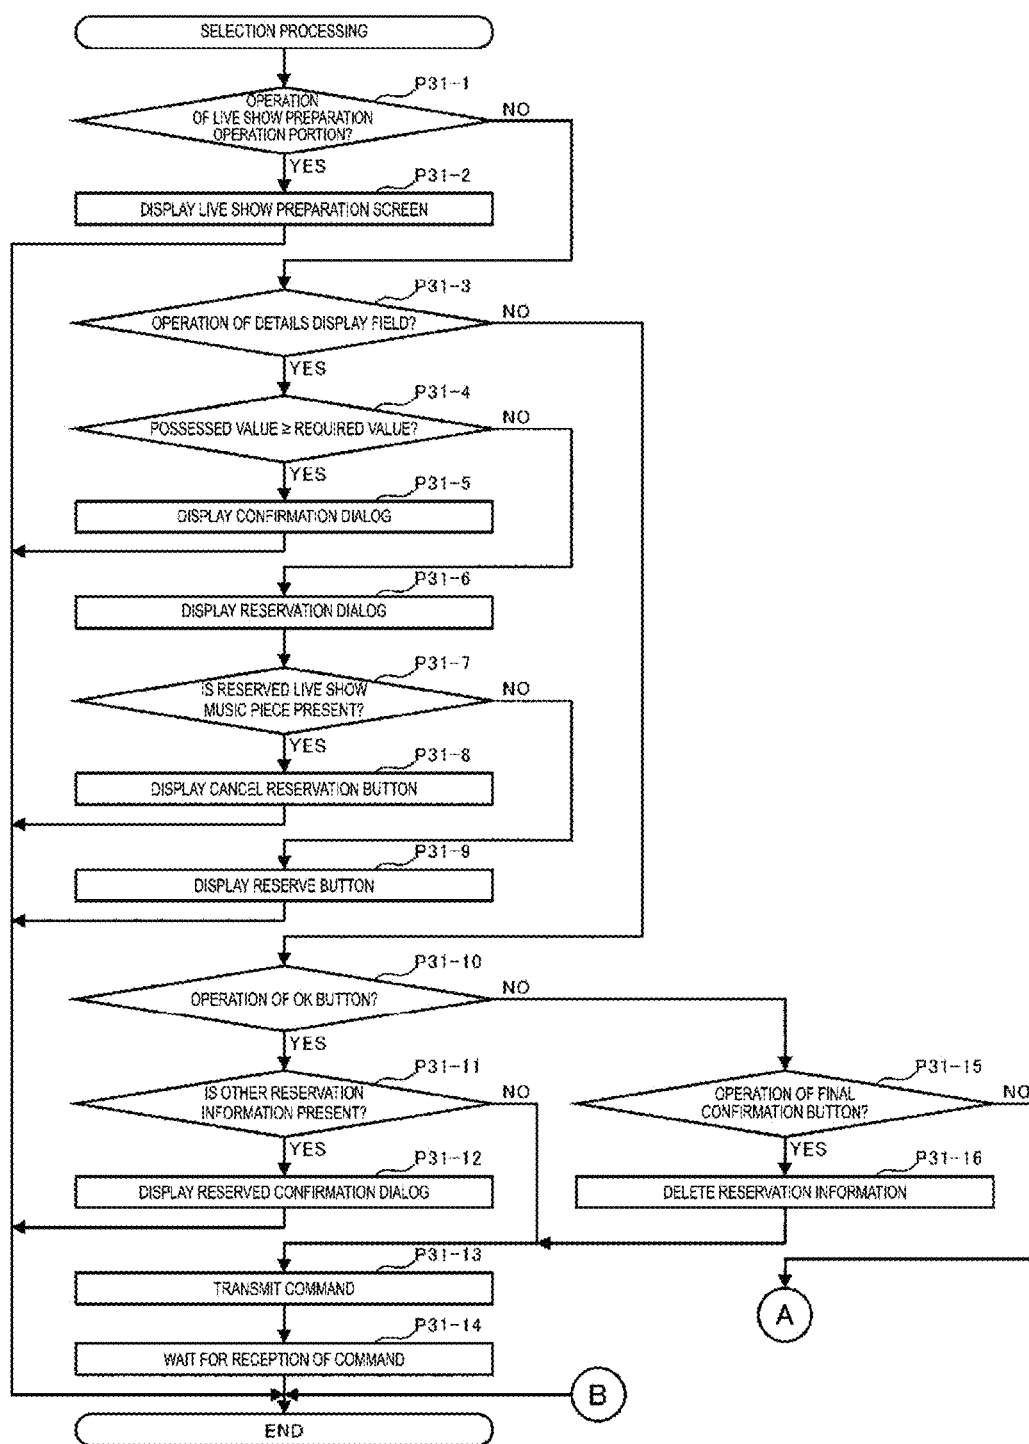 SELECTION PROCESSING
P31-1
OPERATION
OF LIVE SHOW PREPARATION
OPERATION PORTION?
NO
YES
P31-2
DISPLAY LIVE SHOW PREPARATION SCREEN
P31-3
OPERATION OF DETAILS DISPLAY FIELD?
NO
YES
P31-4
POSSESSED VALUE ≥ REQUIRED VALUE?
NO
YES
P31-5
DISPLAY CONFIRMATION DIALOG
P31-6
DISPLAY RESERVATION DIALOG
P31-7
IS RESERVED LIVE SHOW
MUSIC PIECE PRESENT?
NO
YES
P31-8
DISPLAY CANCEL RESERVATION BUTTON
P31-9
DISPLAY RESERVE BUTTON
P31-10
OPERATION OF OK BUTTON?
NO
YES
P31-11
IS OTHER RESERVATION
INFORMATION PRESENT?
NO
YES
P31-15
OPERATION OF FINAL
CONFIRMATION BUTTON?
NO
YES
P31-12
DISPLAY RESERVED CONFIRMATION DIALOG
P31-16
DELETE RESERVATION INFORMATION
P31-13
TRANSMIT COMMAND
A
P31-14
WAIT FOR RECEPTION OF COMMAND
B
END